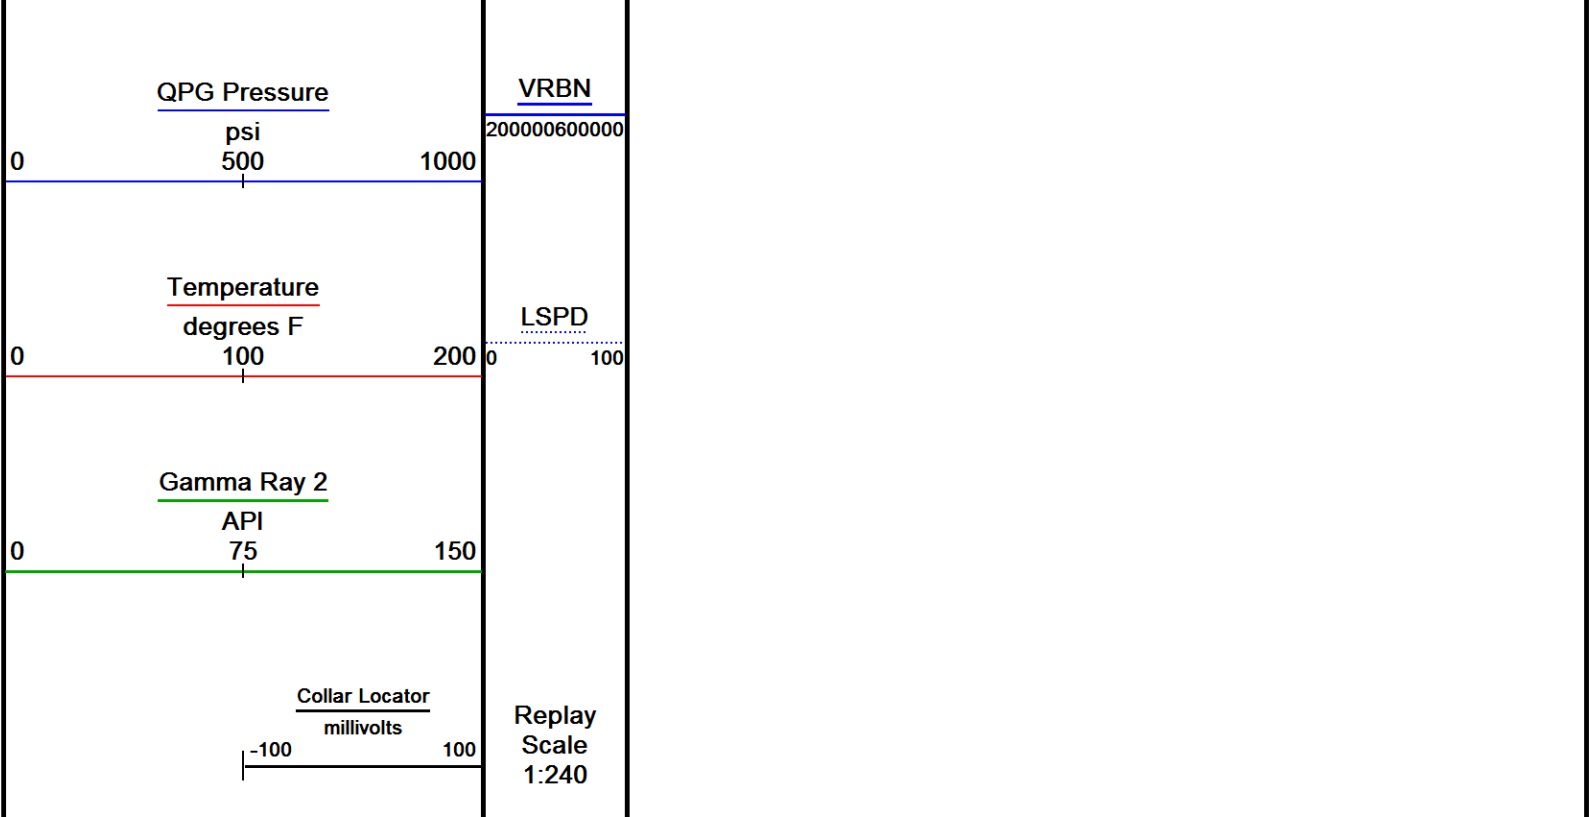 QPG Pressure
psi
0 500 1000
VRBN
200000600000
Temperature
degrees F
0 100 200
LSPD
0 100
Gamma Ray 2
API
0 75 150
Collar Locator
millivolts
-100 100
Replay
Scale
1:240